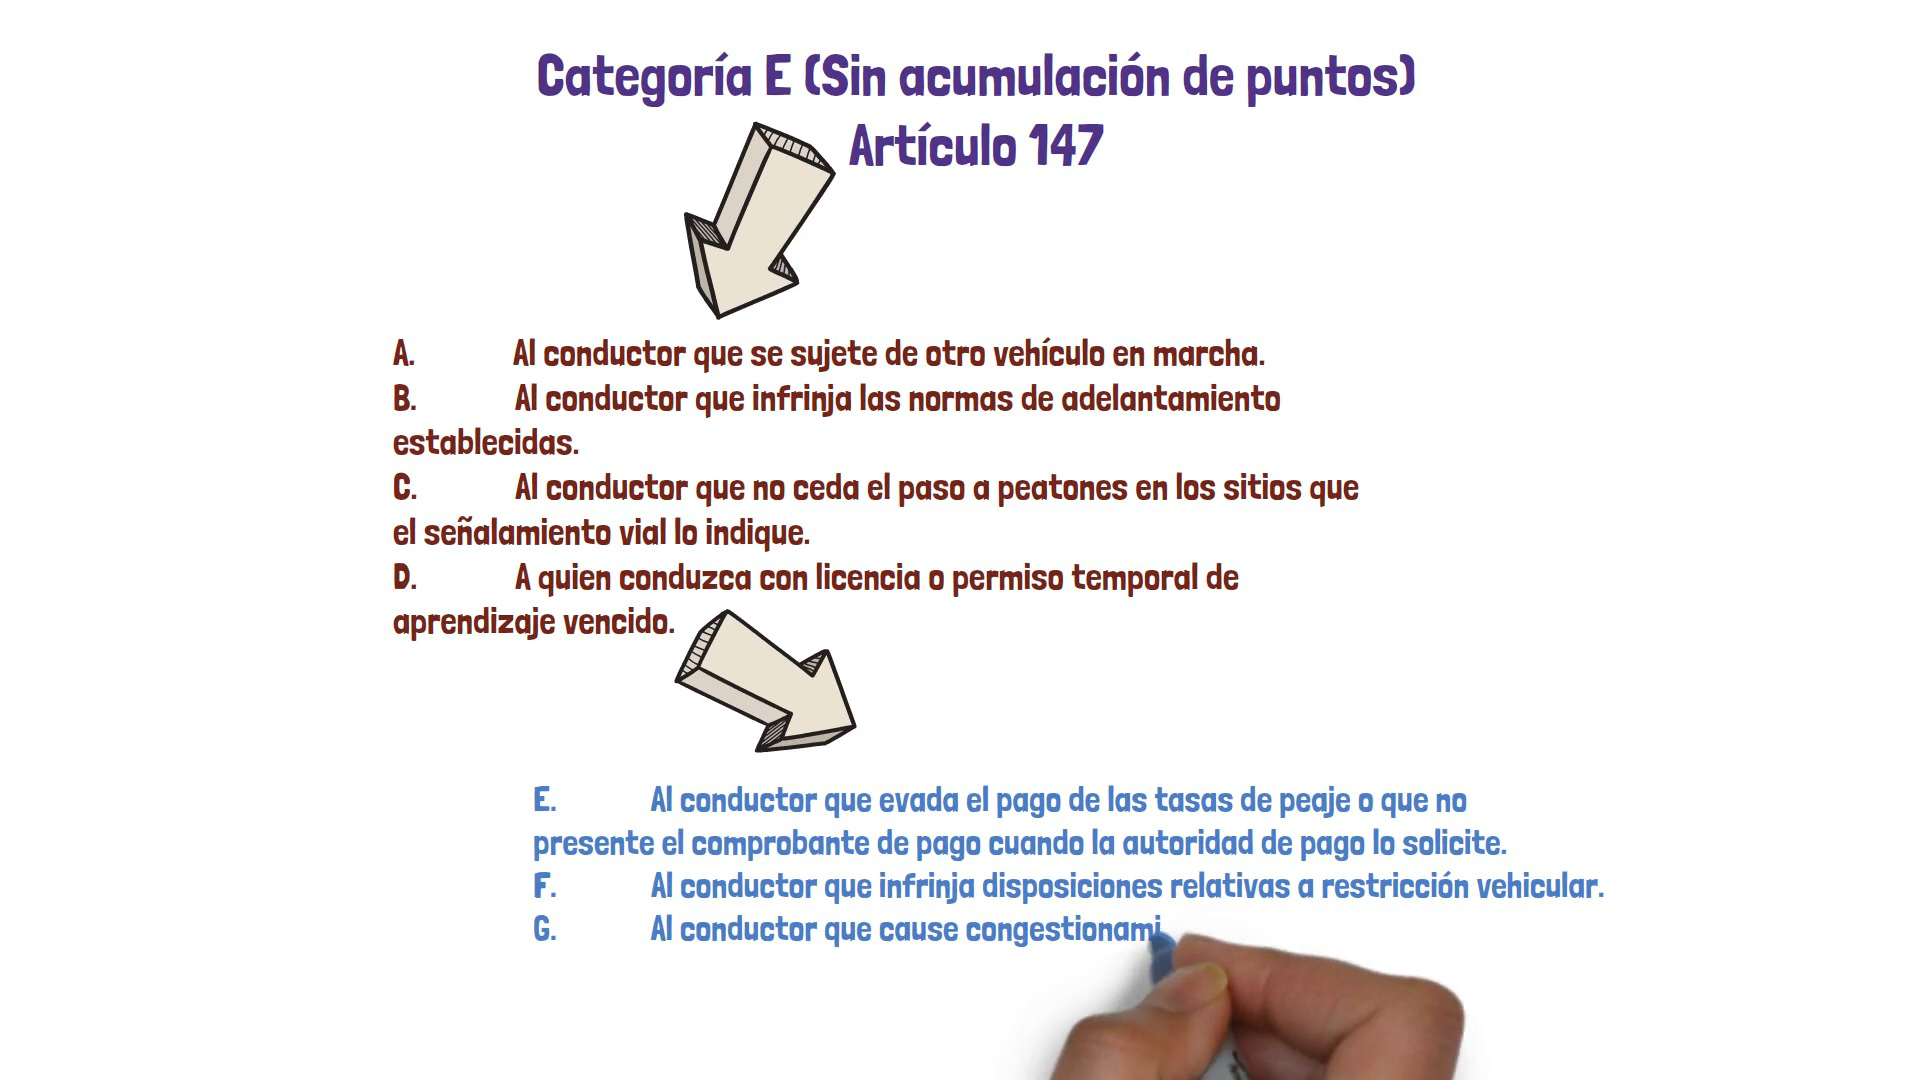 Categoría E (Sin acumulación de puntos)
Artículo 147
A. Al conductor que se sujete de otro vehículo en marcha.
B. Al conductor que infrinja las normas de adelantamiento
establecidas.
C. Al conductor que no ceda el paso a peatones en los sitios que
el señalamiento vial lo indique.
D. A quien conduzca con licencia o permiso temporal de
aprendizaje vencido.
E. Al conductor que evada el pago de las tasas de peaje o que no
presente el comprobante de pago cuando la autoridad de pago lo solicite.
F. Al conductor que infrinja disposiciones relativas a restricción vehicular.
G. Al conductor que cause congestionami